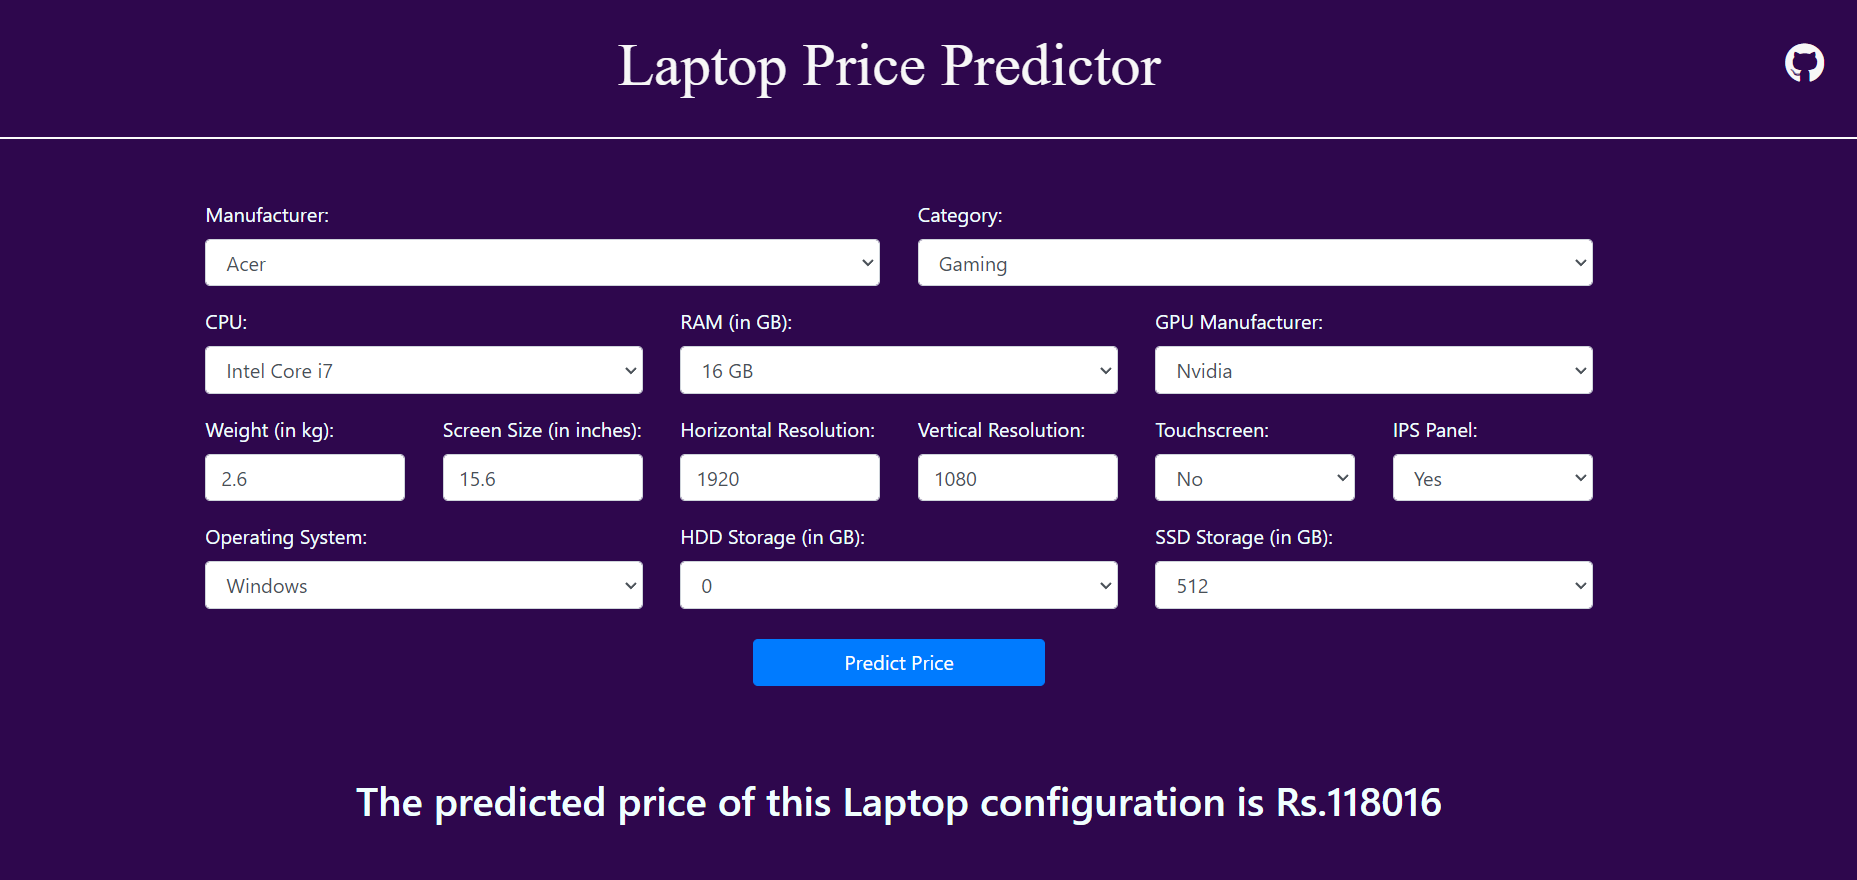 Laptop Price Predictor
Manufacturer: Category:
Acer Gaming
CPU: RAM (in GB): GPU Manufacturer:
Intel Core i7 16 GB Nvidia
Weight (in kg): Screen Size (in inches): Horizontal Resolution: Vertical Resolution: Touchscreen: IPS Panel:
2.6 15.6 1920 1080 No Yes
Operating System: HDD Storage (in GB): SSD Storage (in GB):
Windows 0 512
Predict Price
The predicted price of this Laptop configuration is Rs.118016